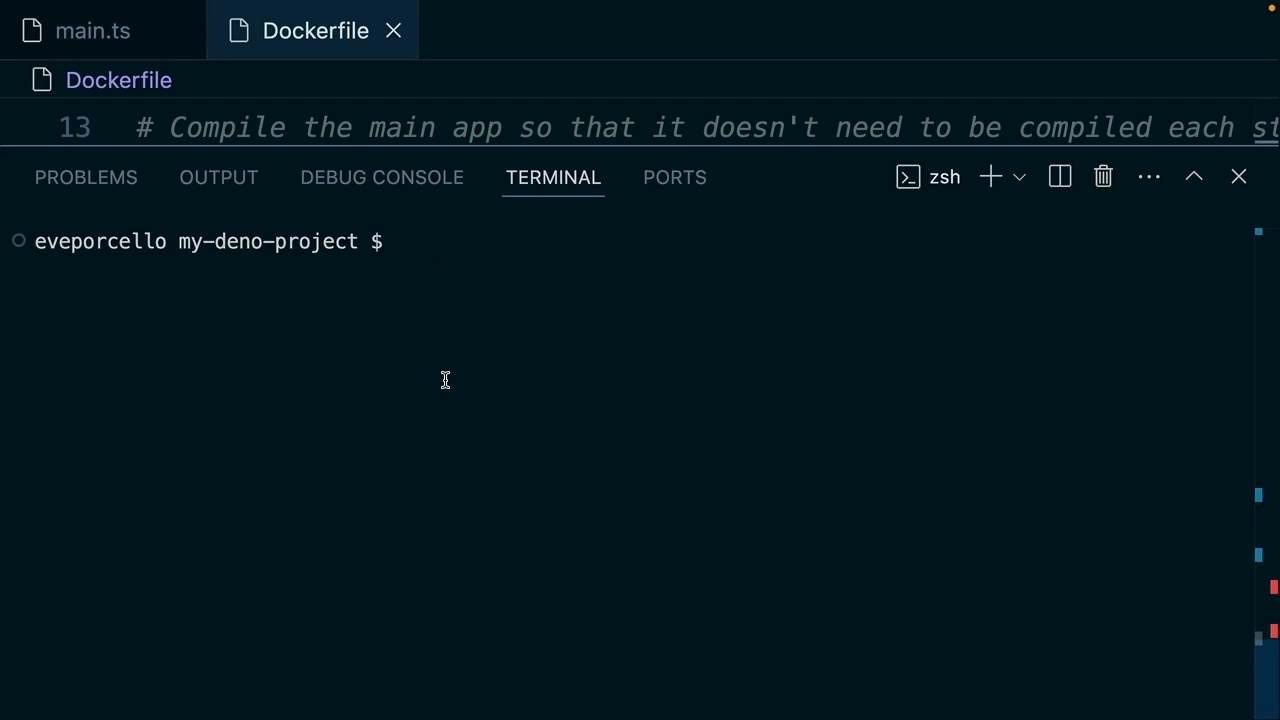 main.ts
Dockerfile
Dockerfile
13 # Compile the main app so that it doesn't need to be compiled each st
PROBLEMS OUTPUT DEBUG CONSOLE TERMINAL PORTS zsh
eveporcello my-deno-project $